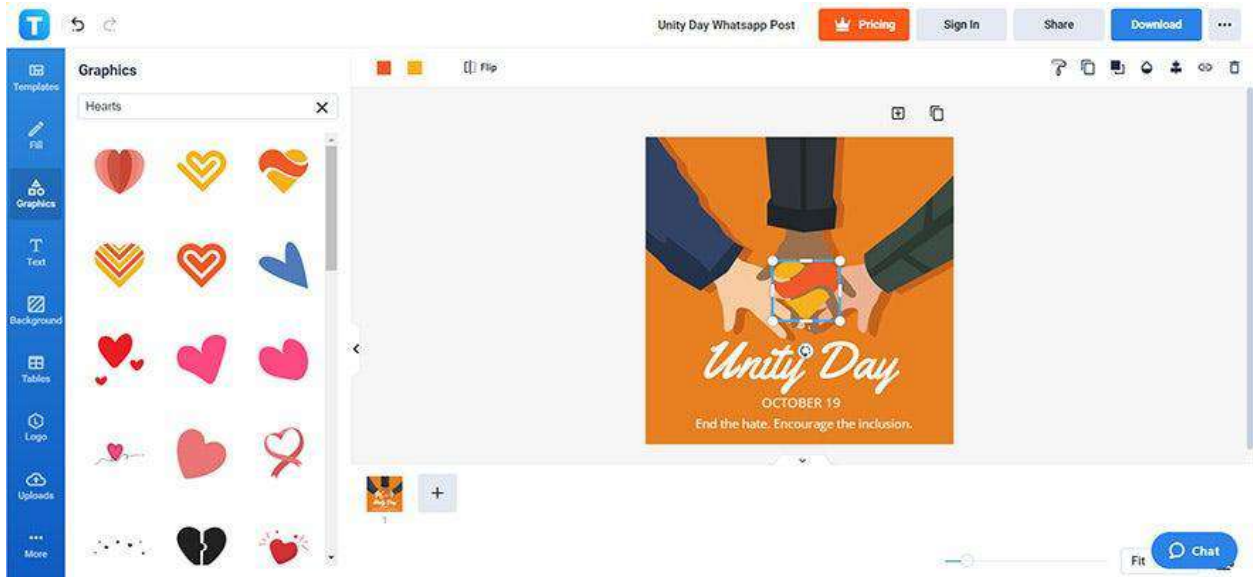 T
Unity Day Whatsapp Post
Pricing
Sign In
Share
Download
Templates
Fill
Graphics
T
Text
Background
Tables
L
Logo
Uploads
More
Graphics
Hearts
Flip
Unity Day
OCTOBER 19
End the hate. Encourage the inclusion.
1
Fit
Chat